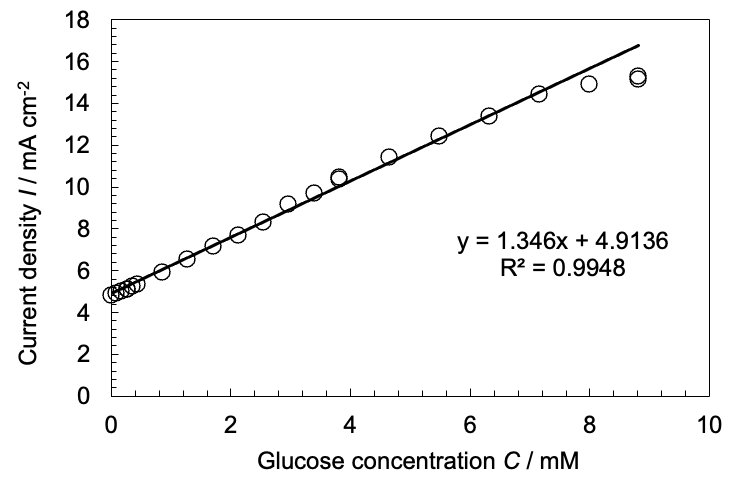 18
16
14
12
10
8
6
4
2
0
Current density I / mA cm⁻²
y = 1.346x + 4.9136
R² = 0.9948
0 2 4 6 8 10
Glucose concentration C / mM